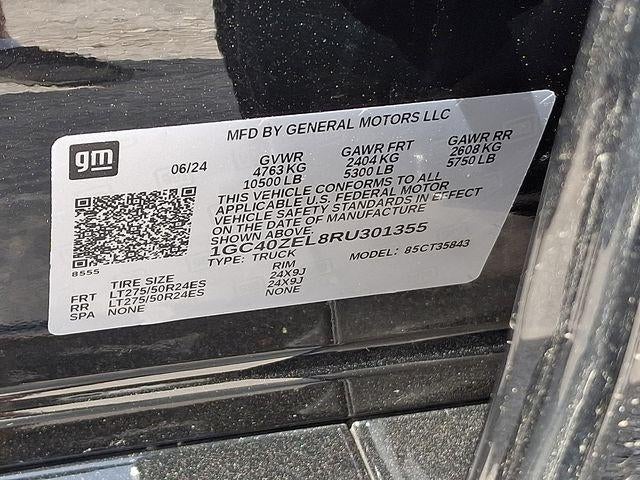 gm
MFD BY GENERAL MOTORS LLC
06/24
GVWR GAWR FRT GAWR RR
4763 KG 2404 KG 2608 KG
10500 LB 5300 LB 5750 LB
THIS VEHICLE CONFORMS TO ALL
APPLICABLE U.S. FEDERAL MOTOR
VEHICLE SAFETY STANDARDS IN EFFECT
ON THE DATE OF MANUFACTURE
SHOWN ABOVE.
1GC40ZEL8RU301355
TYPE: TRUCK MODEL: 85CT35843
8555
TIRE SIZE RIM
FRT LT275/50R24ES 24X9J
RR LT275/50R24ES 24X9J
SPA NONE NONE